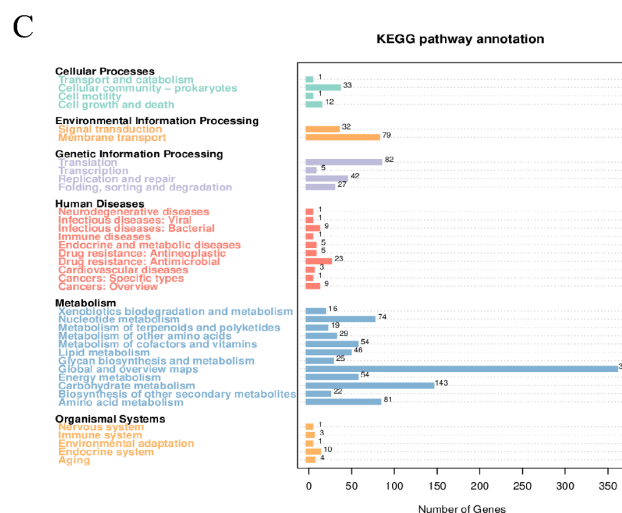 C
KEGG pathway annotation
Cellular Processes
Transport and catabolism 1
Cellular community − prokaryotes 33
Cell motility 1
Cell growth and death 12
Environmental Information Processing
Signal transduction 32
Membrane transport 79
Genetic Information Processing
Translation 82
Transcription 5
Replication and repair 42
Folding, sorting and degradation 27
Human Diseases
Neurodegenerative diseases 1
Infectious diseases: Viral 1
Infectious diseases: Bacterial 9
Immune diseases 1
Endocrine and metabolic diseases 5
Drug resistance: Antineoplastic 5
Drug resistance: Antimicrobial 23
Cardiovascular diseases 3
Cancers: Specific types 1
Cancers: Overview 9
Metabolism
Xenobiotics biodegradation and metabolism 16
Nucleotide metabolism 74
Metabolism of terpenoids and polyketides 19
Metabolism of other amino acids 29
Metabolism of cofactors and vitamins 54
Lipid metabolism 46
Glycan biosynthesis and metabolism 25
Global and overview maps
Energy metabolism 54
Carbohydrate metabolism 143
Biosynthesis of other secondary metabolites 22
Amino acid metabolism 81
Organismal Systems
Nervous system 1
Immune system 3
Environmental adaptation 1
Endocrine system 10
Aging 4
0 50 100 150 200 250 300 350
Number of Genes